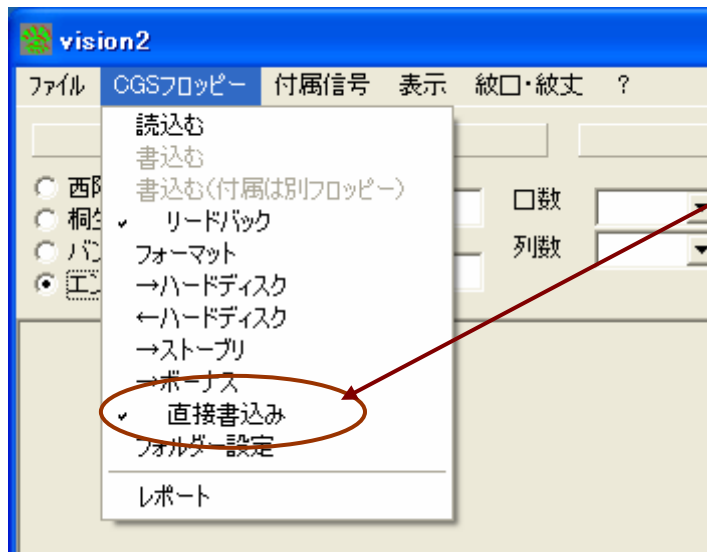 vision2
ファイル CGSフロッピー 付属信号 表示 紋口・紋丈 ?
読込む
書込む
書込む(付属は別フロッピー)
リードバック
フォーマット
→ハードディスク
←ハードディスク
→ストーブリ
→ボーナス
直接書込み
フォルダー設定
レポート
西
桐
バ
エ
口数
列数